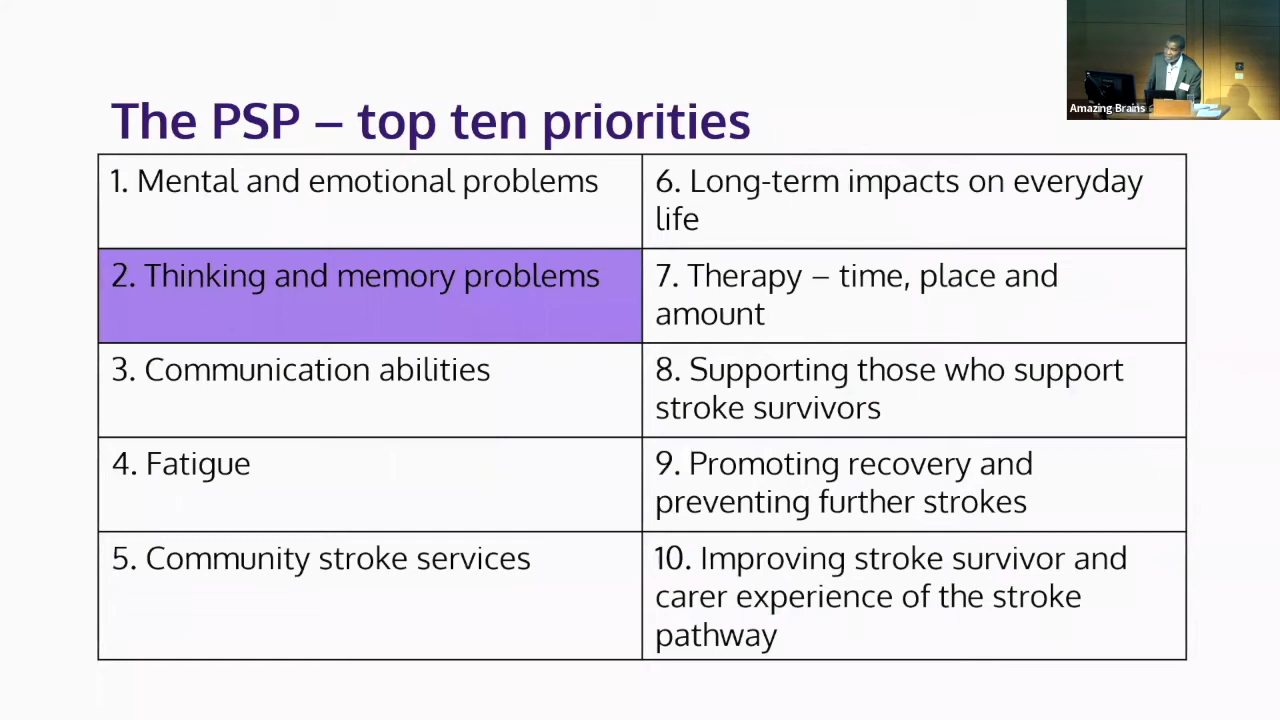 Amazing Brains
The PSP – top ten priorities
1. Mental and emotional problems
6. Long-term impacts on everyday
life
2. Thinking and memory problems
7. Therapy – time, place and
amount
3. Communication abilities
8. Supporting those who support
stroke survivors
4. Fatigue
9. Promoting recovery and
preventing further strokes
5. Community stroke services
10. Improving stroke survivor and
carer experience of the stroke
pathway